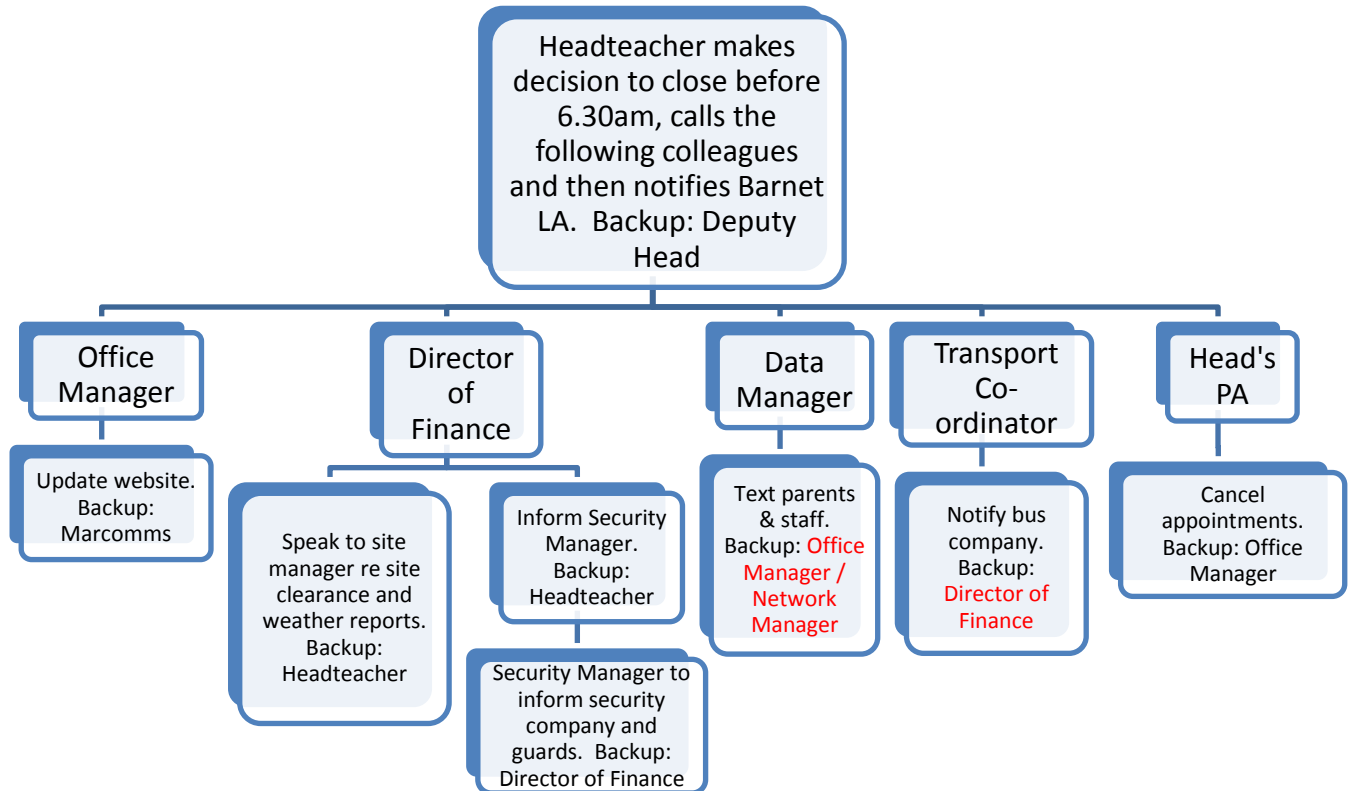 Headteacher makes
decision to close before
6.30am, calls the
following colleagues
and then notifies Barnet
LA.  Backup: Deputy
Head
Office
Manager
Update website.
Backup:
Marcomms
Director
of
Finance
Speak to site
manager re site
clearance and
weather reports.
Backup:
Headteacher
Inform Security
Manager.
Backup:
Headteacher
Security Manager to
inform security
company and
guards.  Backup:
Director of Finance
Data
Manager
Text parents
& staff.
Backup: Office
Manager /
Network
Manager
Transport
Co-
ordinator
Notify bus
company.
Backup:
Director of
Finance
Head's
PA
Cancel
appointments.
Backup: Office
Manager